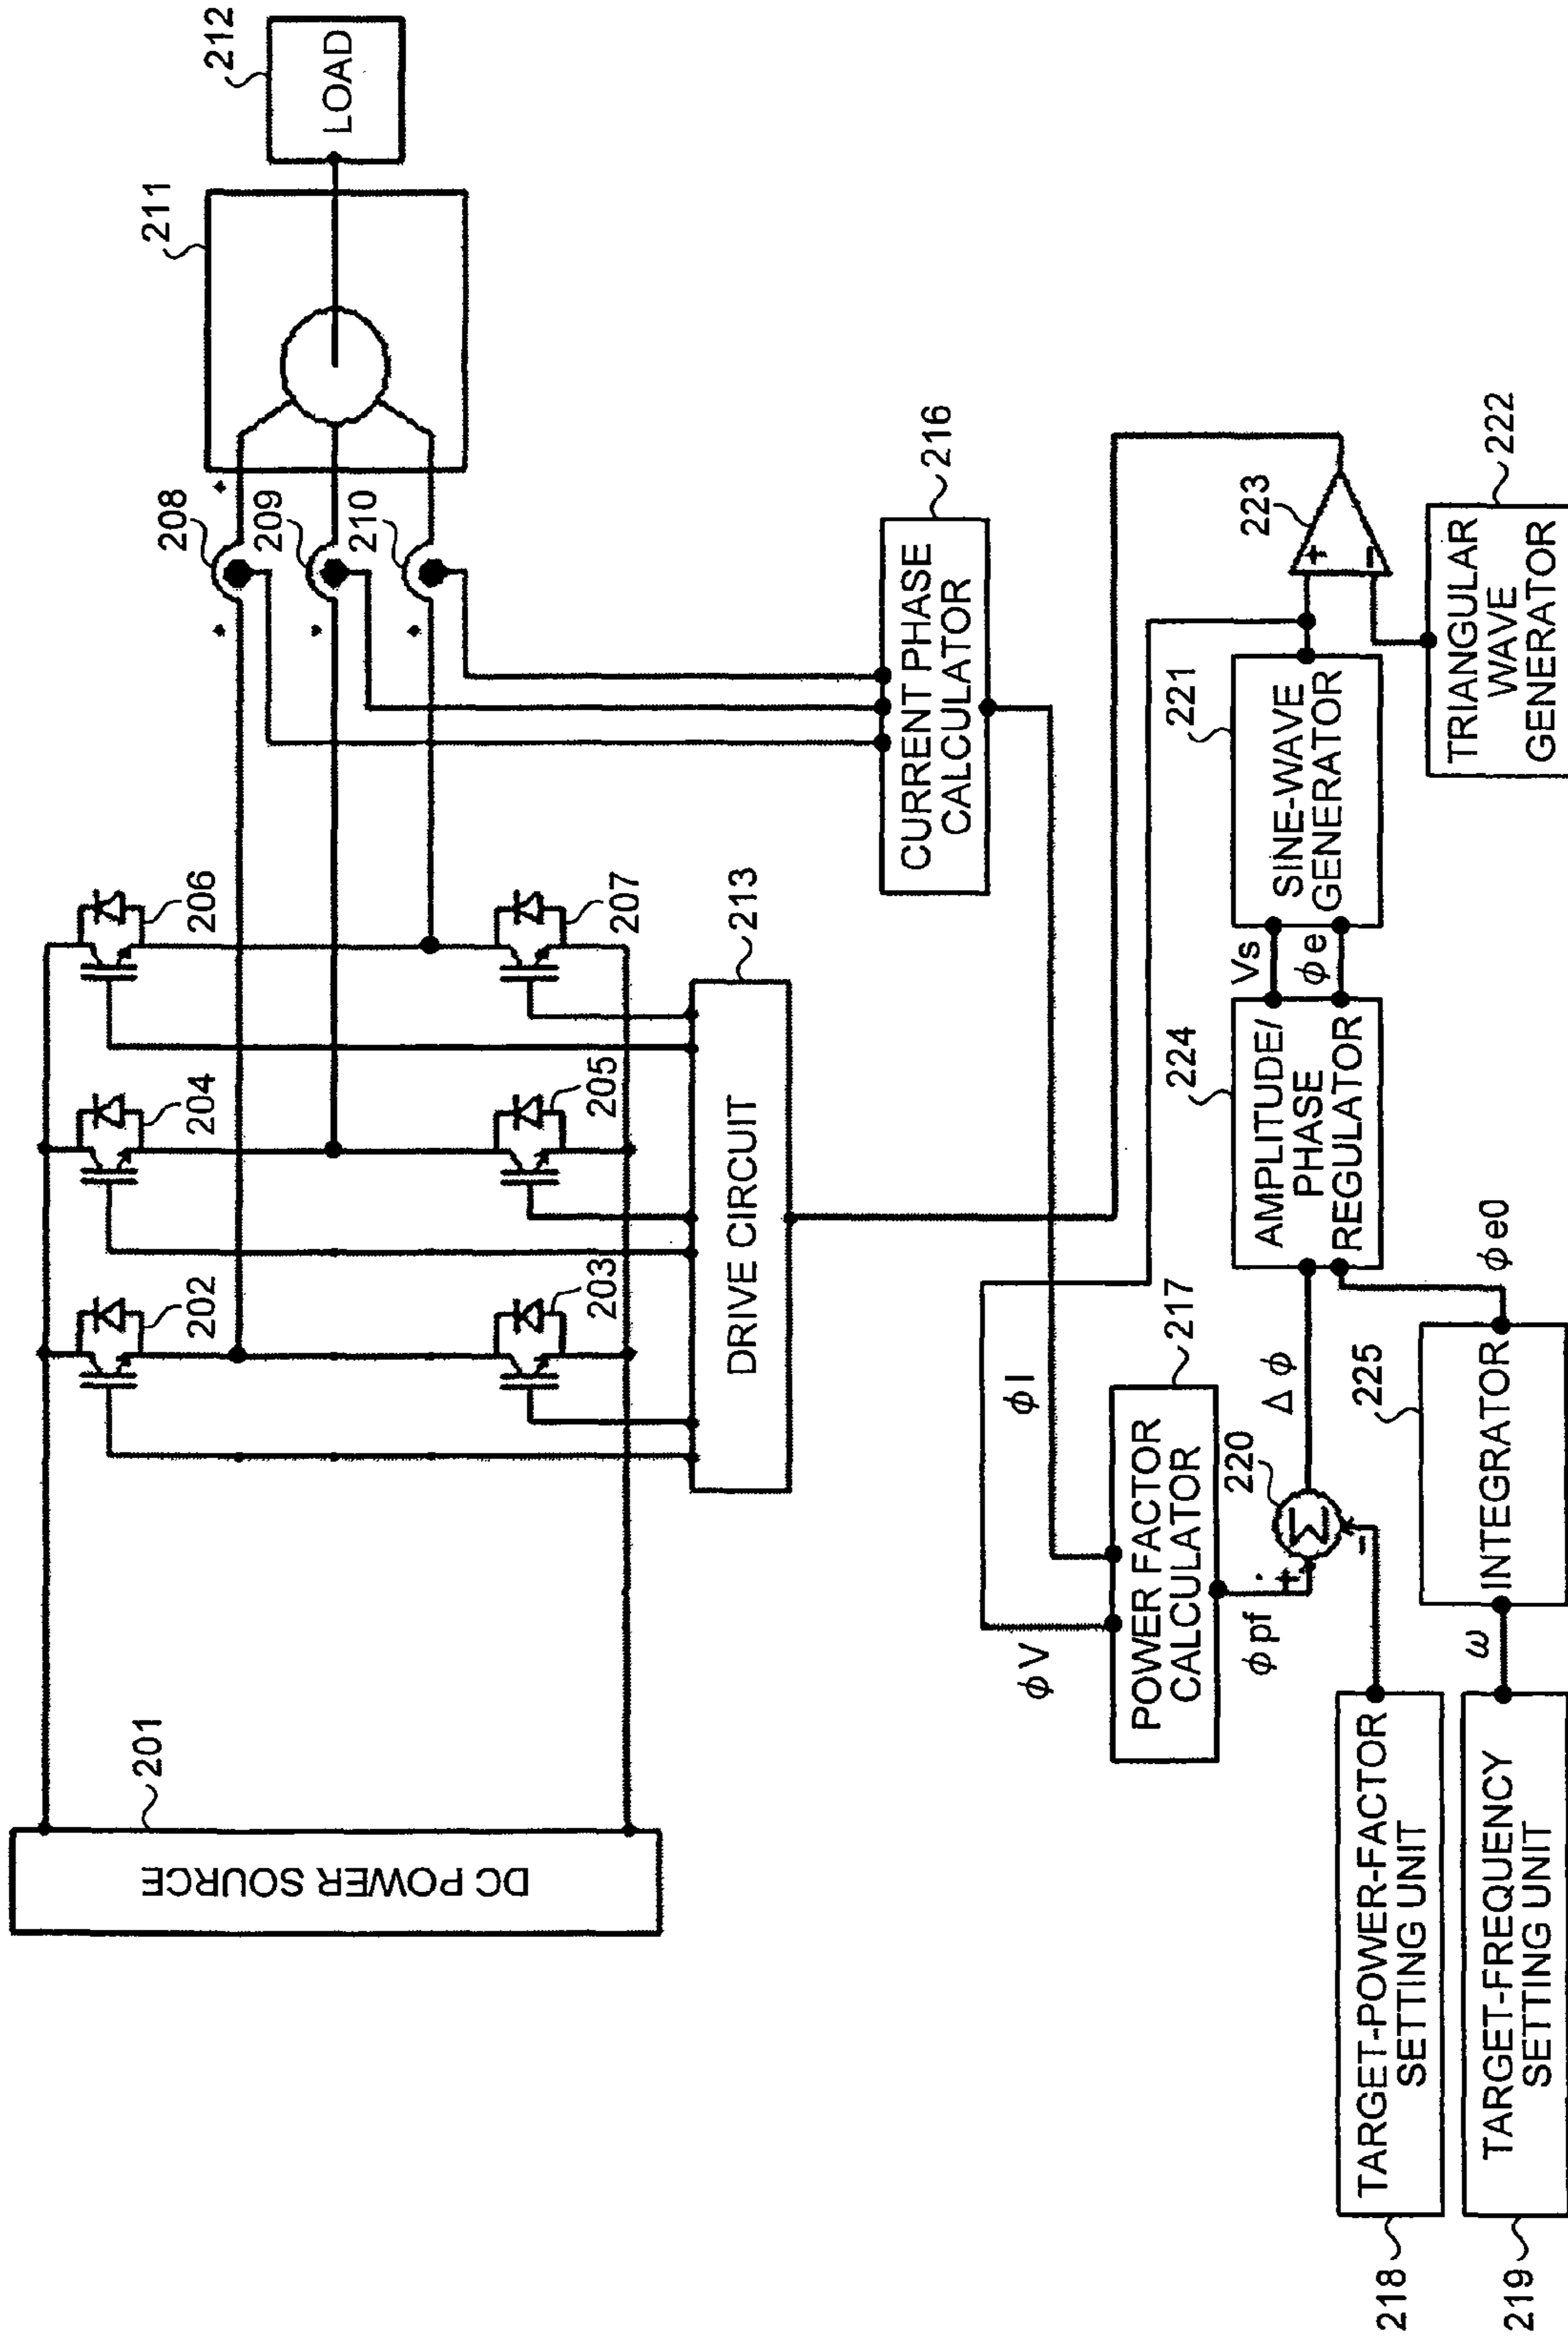 201
DC POWER SOURCE
202
203
204
205
206
207
208
209
210
211
212
LOAD
213
DRIVE CIRCUIT
216
CURRENT PHASE
CALCULATOR
φV
φI
217
POWER FACTOR
CALCULATOR
φpf
+
−
220
Σ
Δφ
218
TARGET-POWER-FACTOR
SETTING UNIT
219
TARGET-FREQUENCY
SETTING UNIT
ω
225
INTEGRATOR
φe0
224
AMPLITUDE/
PHASE
REGULATOR
Vs
φe
221
SINE-WAVE
GENERATOR
223
+
−
222
TRIANGULAR
WAVE
GENERATOR